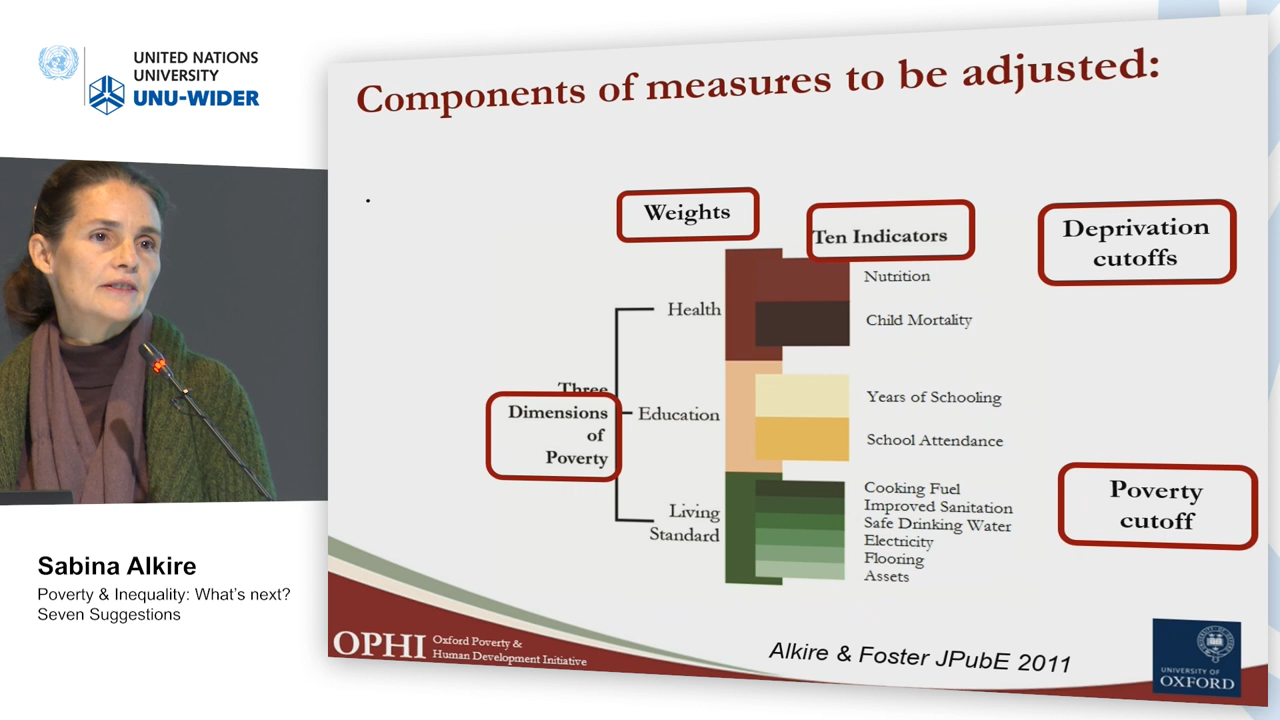 UNITED NATIONS
UNIVERSITY
UNU-WIDER
Components of measures to be adjusted:
.
Weights
Ten Indicators
Deprivation
cutoffs
Nutrition
Health
Child Mortality
Three
Dimensions
of
Poverty
Education
Years of Schooling
School Attendance
Living
Standard
Cooking Fuel
Improved Sanitation
Safe Drinking Water
Electricity
Flooring
Assets
Poverty
cutoff
Sabina Alkire
Poverty & Inequality: What's next?
Seven Suggestions
OPHI
Oxford Poverty &
Human Development Initiative
Alkire & Foster JPubE 2011
UNIVERSITY OF
OXFORD